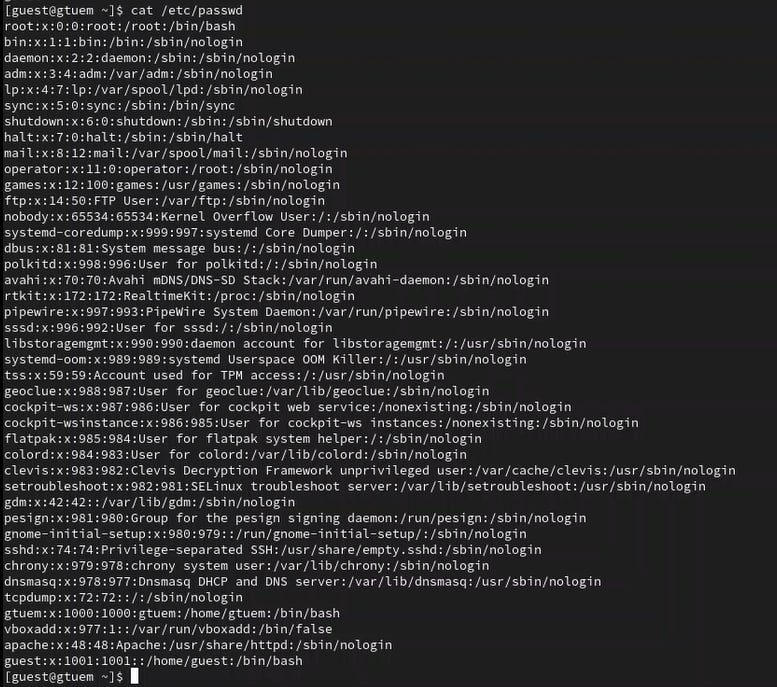 [guest@gtuem ~]$ cat /etc/passwd
root:x:0:0:root:/root:/bin/bash
bin:x:1:1:bin:/bin:/sbin/nologin
daemon:x:2:2:daemon:/sbin:/sbin/nologin
adm:x:3:4:adm:/var/adm:/sbin/nologin
lp:x:4:7:lp:/var/spool/lpd:/sbin/nologin
sync:x:5:0:sync:/sbin:/bin/sync
shutdown:x:6:0:shutdown:/sbin:/sbin/shutdown
halt:x:7:0:halt:/sbin:/sbin/halt
mail:x:8:12:mail:/var/spool/mail:/sbin/nologin
operator:x:11:0:operator:/root:/sbin/nologin
games:x:12:100:games:/usr/games:/sbin/nologin
ftp:x:14:50:FTP User:/var/ftp:/sbin/nologin
nobody:x:65534:65534:Kernel Overflow User:/:/sbin/nologin
systemd-coredump:x:999:997:systemd Core Dumper:/:/sbin/nologin
dbus:x:81:81:System message bus:/:/sbin/nologin
polkitd:x:998:996:User for polkitd:/:/sbin/nologin
avahi:x:70:70:Avahi mDNS/DNS-SD Stack:/var/run/avahi-daemon:/sbin/nologin
rtkit:x:172:172:RealtimeKit:/proc:/sbin/nologin
pipewire:x:997:993:PipeWire System Daemon:/var/run/pipewire:/sbin/nologin
sssd:x:996:992:User for sssd:/:/sbin/nologin
libstoragemgmt:x:990:990:daemon account for libstoragemgmt:/:/usr/sbin/nologin
systemd-oom:x:989:989:systemd Userspace OOM Killer:/:/usr/sbin/nologin
tss:x:59:59:Account used for TPM access:/:/usr/sbin/nologin
geoclue:x:988:987:User for geoclue:/var/lib/geoclue:/sbin/nologin
cockpit-ws:x:987:986:User for cockpit web service:/nonexisting:/sbin/nologin
cockpit-wsinstance:x:986:985:User for cockpit-ws instances:/nonexisting:/sbin/nologin
flatpak:x:985:984:User for flatpak system helper:/:/sbin/nologin
colord:x:984:983:User for colord:/var/lib/colord:/sbin/nologin
clevis:x:983:982:Clevis Decryption Framework unprivileged user:/var/cache/clevis:/usr/sbin/nologin
setroubleshoot:x:982:981:SELinux troubleshoot server:/var/lib/setroubleshoot:/usr/sbin/nologin
gdm:x:42:42::/var/lib/gdm:/sbin/nologin
pesign:x:981:980:Group for the pesign signing daemon:/run/pesign:/sbin/nologin
gnome-initial-setup:x:980:979::/run/gnome-initial-setup/:/sbin/nologin
sshd:x:74:74:Privilege-separated SSH:/usr/share/empty.sshd:/sbin/nologin
chrony:x:979:978:chrony system user:/var/lib/chrony:/sbin/nologin
dnsmasq:x:978:977:Dnsmasq DHCP and DNS server:/var/lib/dnsmasq:/usr/sbin/nologin
tcpdump:x:72:72::/:/sbin/nologin
gtuem:x:1000:1000:gtuem:/home/gtuem:/bin/bash
vboxadd:x:977:1::/var/run/vboxadd:/bin/false
apache:x:48:48:Apache:/usr/share/httpd:/sbin/nologin
guest:x:1001:1001::/home/guest:/bin/bash
[guest@gtuem ~]$